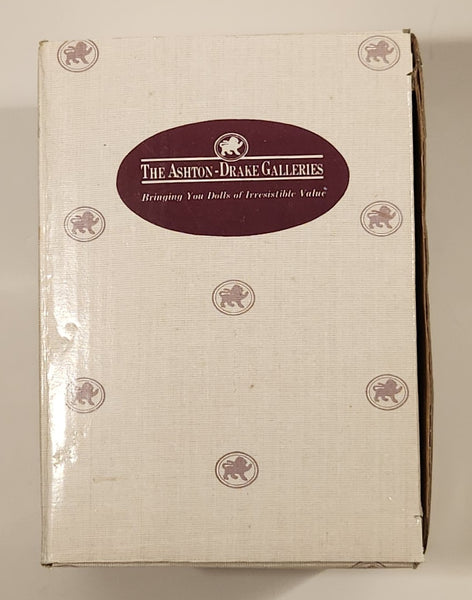 THE ASHTON-DRAKE GALLERIES
Bringing You Dolls of Irresistible Value